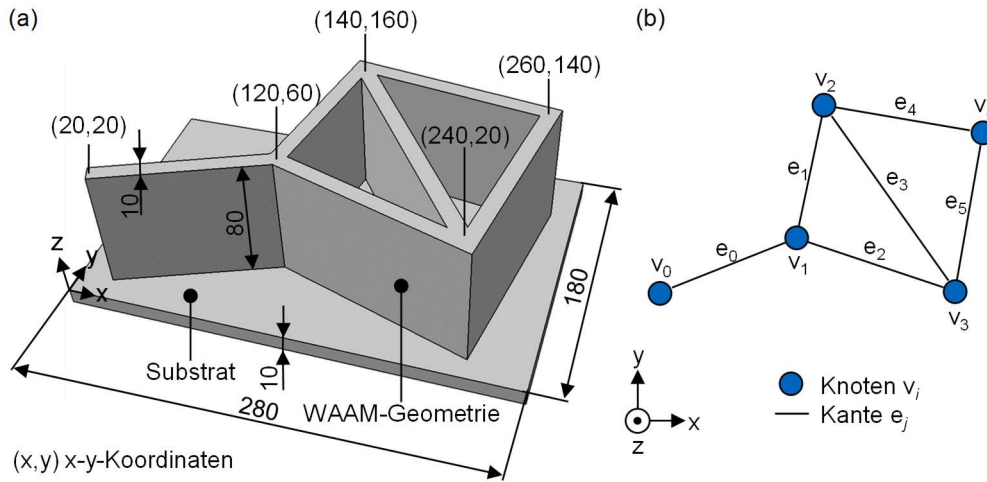 (a)
(140,160)
(260,140)
(120,60)
(20,20)
(240,20)
10
80
z
y
x
180
Substrat
10
WAAM-Geometrie
280
(x,y) x-y-Koordinaten
(b)
v2
e4
v
e1
e3
e5
v0
e0
v1
e2
v3
y
x
z
Knoten vi
Kante ej